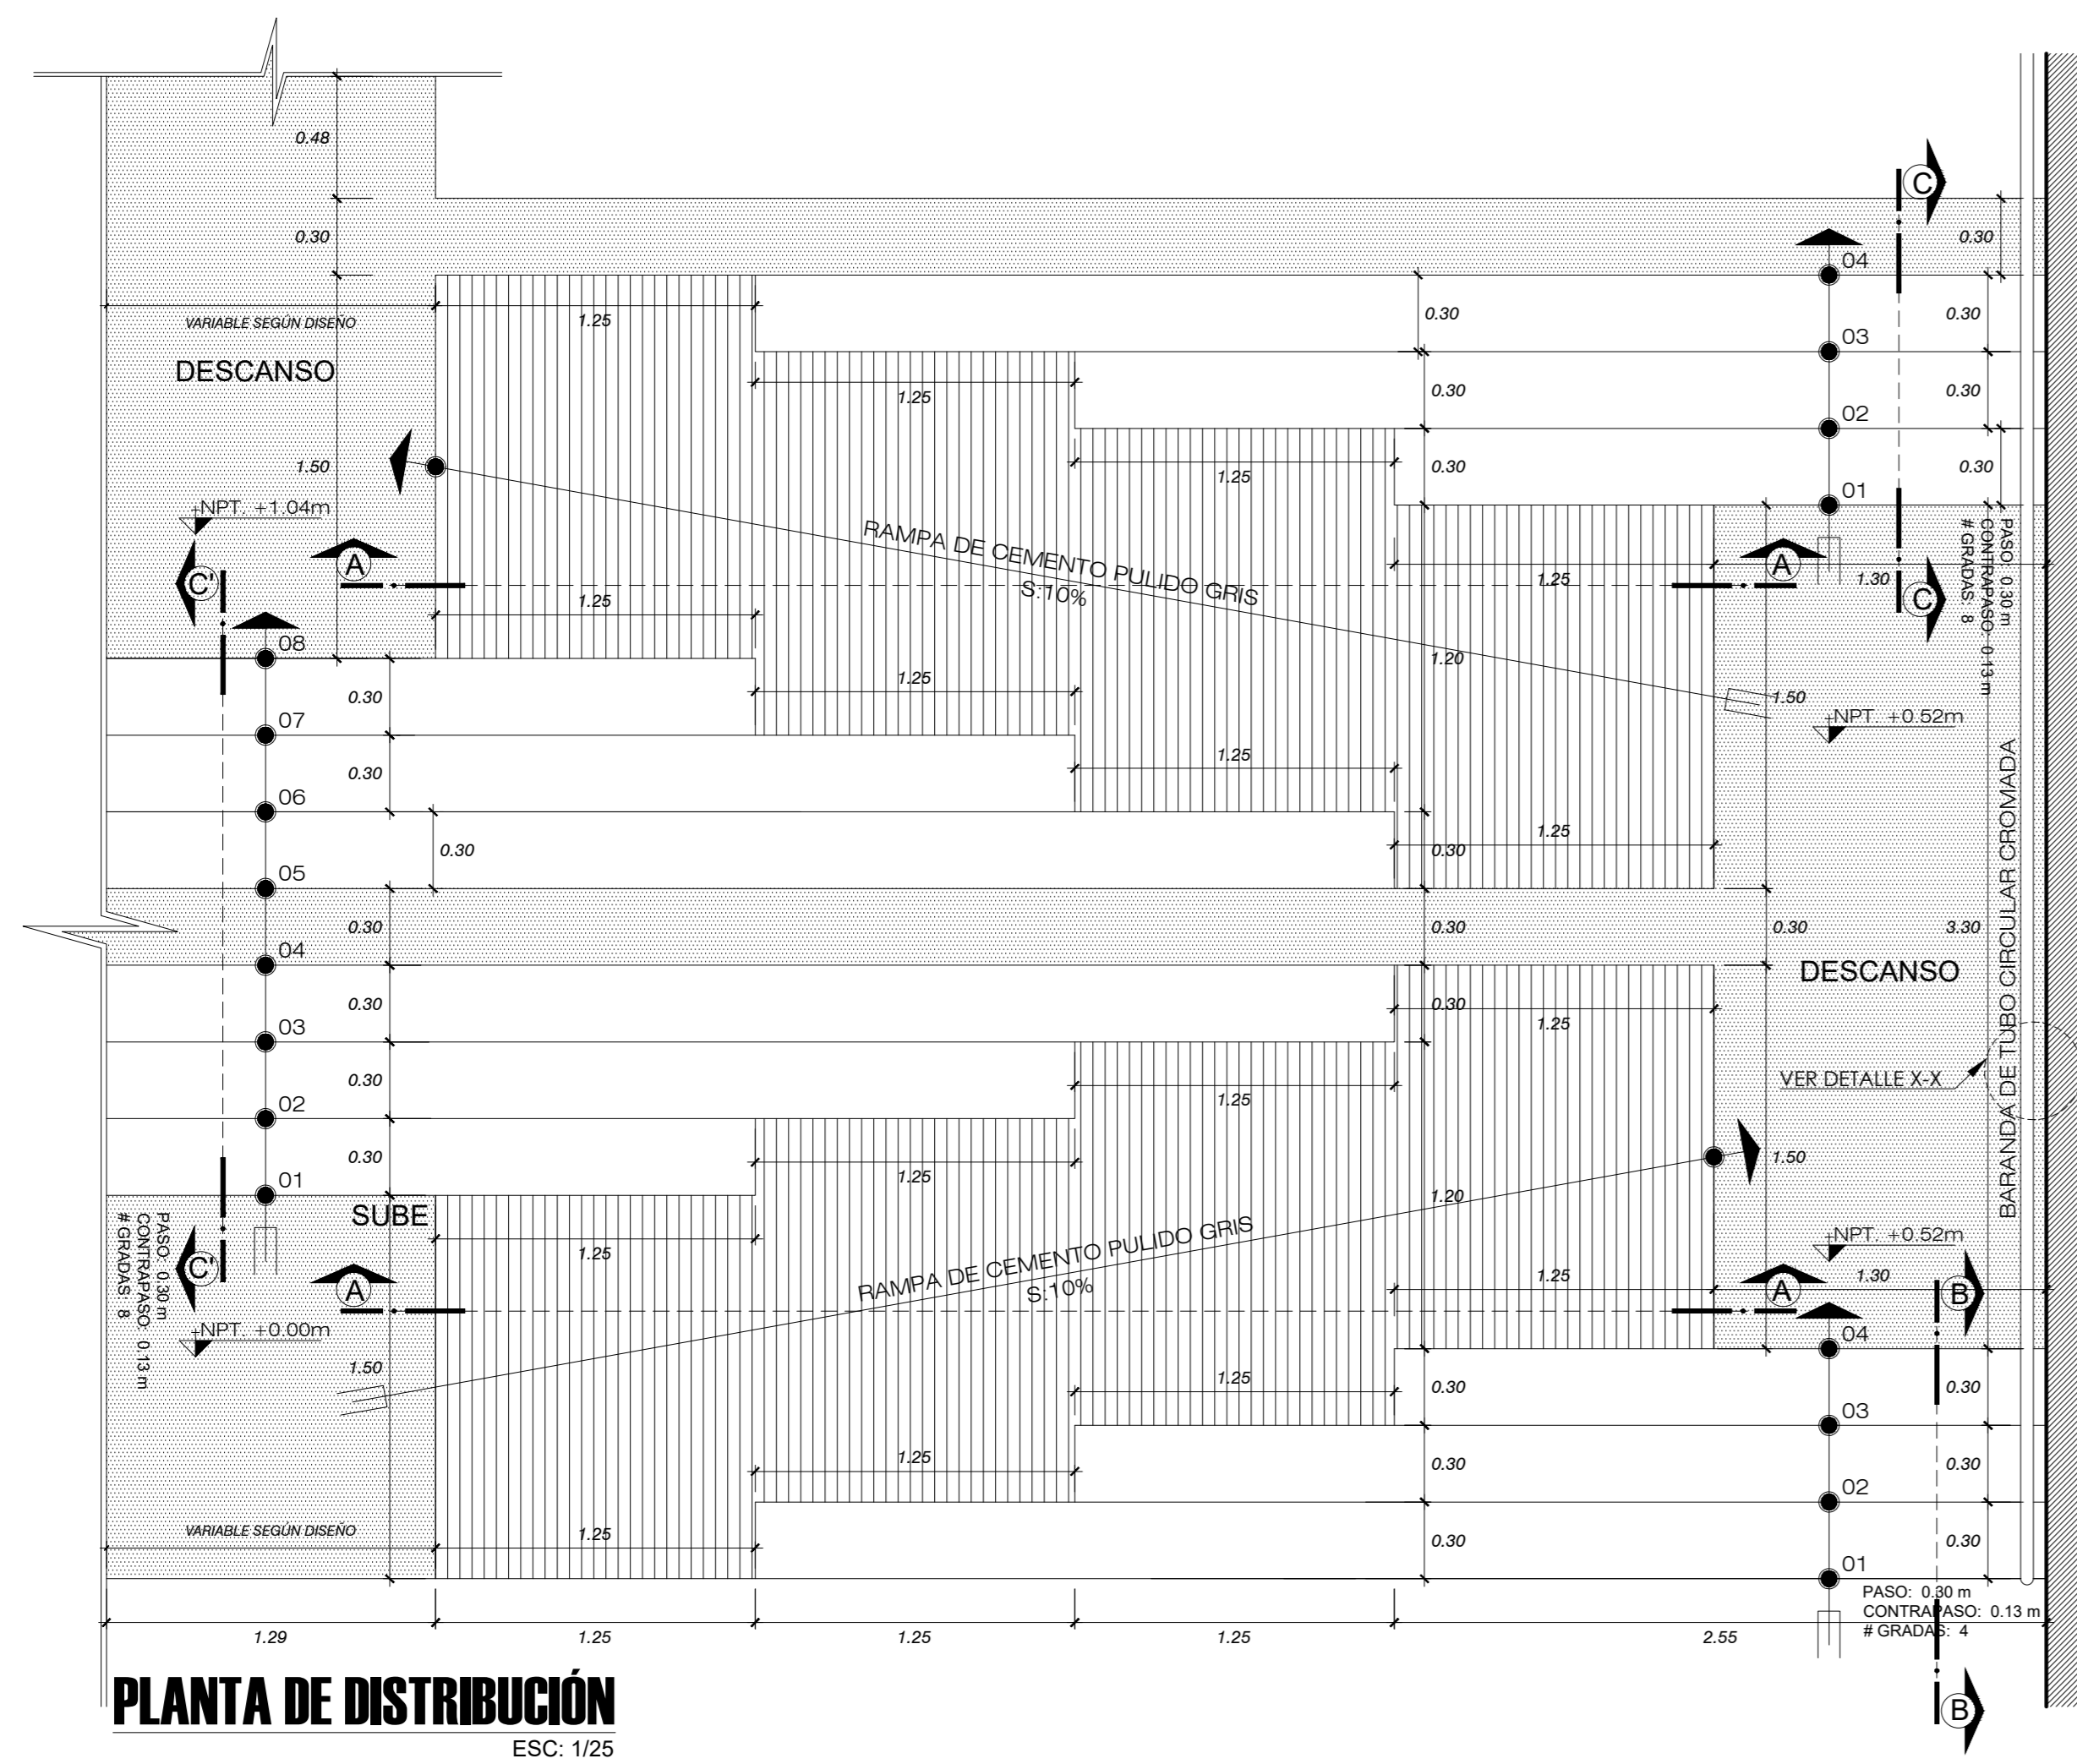 0.48
0.30
C
0.30
04
VARIABLE SEGÚN DISEÑO
1.25
0.30
0.30
03
DESCANSO
1.25
0.30
0.30
02
1.50
1.25
0.30
0.30
01
+NPT. +1.04m
RAMPA DE CEMENTO PULIDO GRIS
S:10%
PASO: 0.30 m
CONTRAPASO: 0.13 m
# GRADAS: 8
A
C'
1.25
1.25
A
1.30
C
08
0.30
1.25
1.20
1.50
+NPT. +0.52m
07
0.30
1.25
06
0.30
1.25
0.30
05
0.30
0.30
0.30
3.30
BARANDA DE TUBO CIRCULAR CROMADA
04
DESCANSO
0.30
0.30
1.25
03
0.30
1.25
VER DETALLE X-X
02
0.30
1.25
1.50
01
SUBE
1.20
PASO: 0.30 m
CONTRAPASO: 0.13 m
# GRADAS: 8
C'
A
1.25
RAMPA DE CEMENTO PULIDO GRIS
S:10%
1.25
+NPT. +0.52m
1.30
A
B
+NPT. +0.00m
04
1.50
1.25
0.30
0.30
03
1.25
0.30
0.30
02
VARIABLE SEGÚN DISEÑO
1.25
0.30
0.30
01
PASO: 0.30 m
CONTRAPASO: 0.13 m
# GRADAS: 4
1.29
1.25
1.25
1.25
2.55
B
PLANTA DE DISTRIBUCIÓN
ESC: 1/25